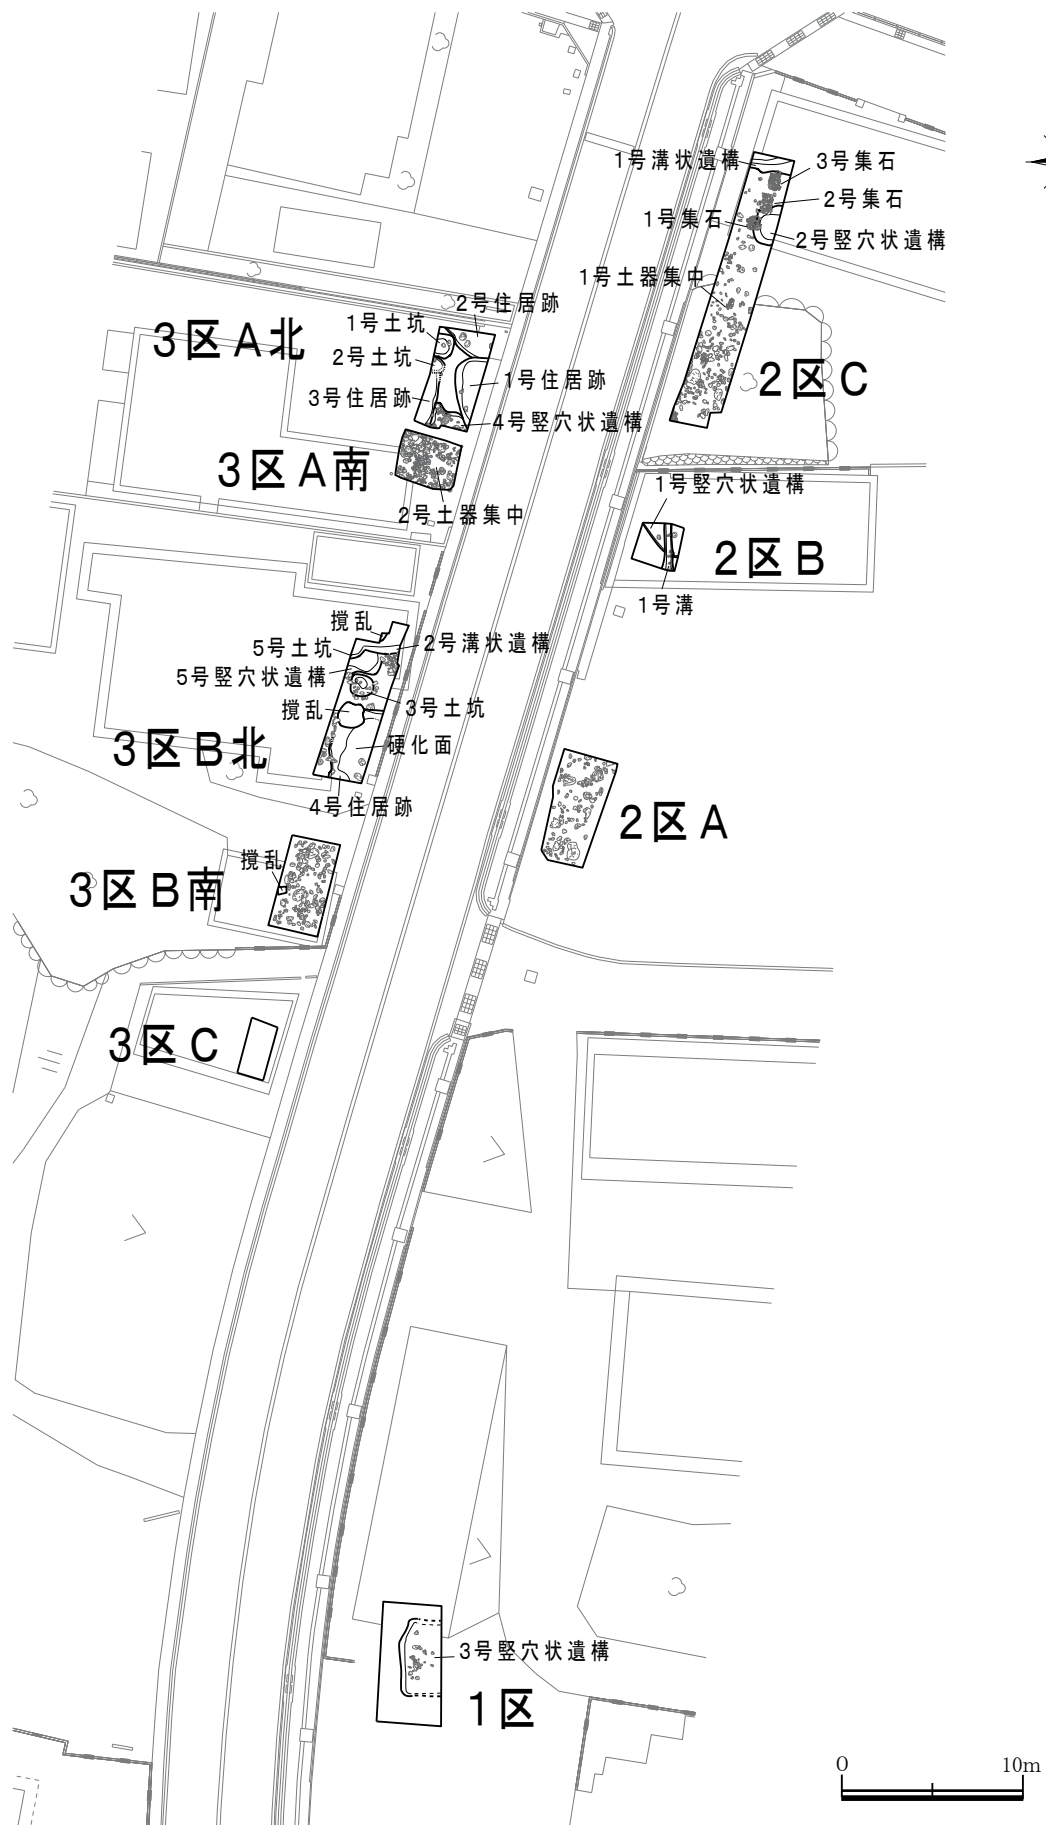 1号溝状遺構
3号集石
2号集石
1号集石
2号竪穴状遺構
1号土器集中
2区C
2号住居跡
1号土坑
3区A北
2号土坑
1号住居跡
3号住居跡
4号竪穴状遺構
3区A南
2号土器集中
1号竪穴状遺構
2区B
1号溝
撹乱
5号土坑
2号溝状遺構
5号竪穴状遺構
3号土坑
撹乱
硬化面
3区B北
4号住居跡
2区A
撹乱
3区B南
3区C
3号竪穴状遺構
1区
0 10m